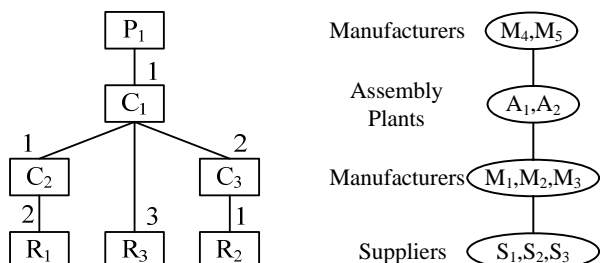 P₁
Manufacturers
M₄,M₅
1
C₁
Assembly
Plants
A₁,A₂
1
2
C₂
C₃
Manufacturers
M₁,M₂,M₃
2
3
1
R₁
R₃
R₂
Suppliers
S₁,S₂,S₃